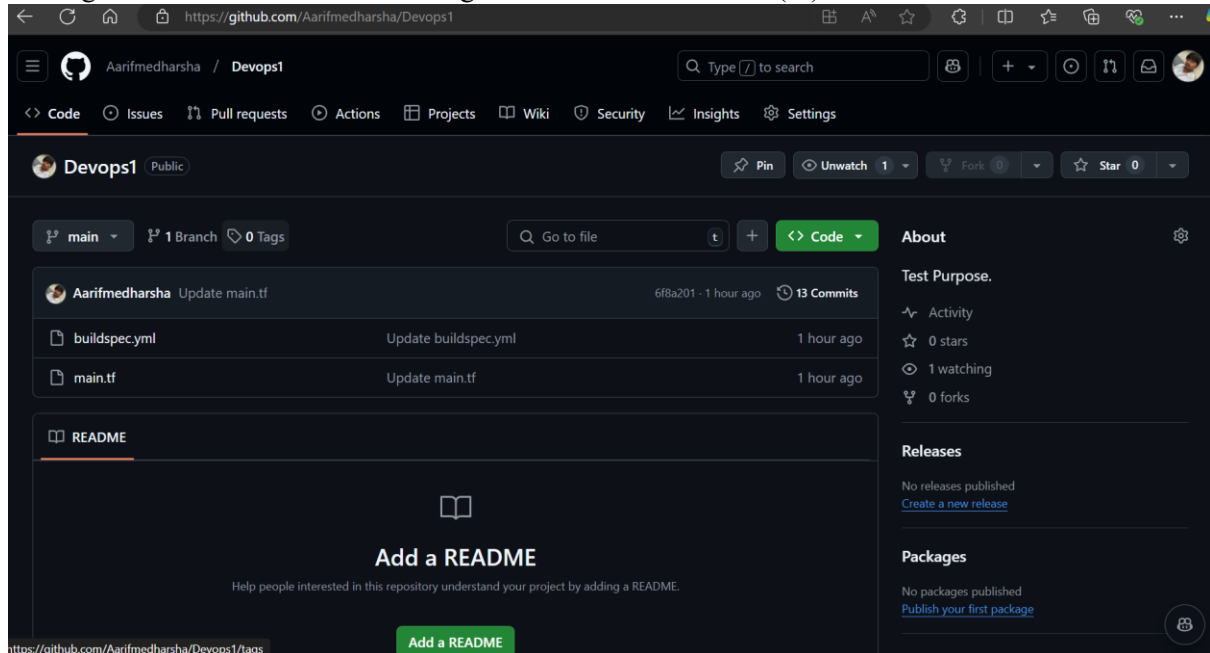 https://github.com/Aarifmedharsha/Devops1
Aarifmedharsha / Devops1
Type / to search
Code Issues Pull requests Actions Projects Wiki Security Insights Settings
Devops1 Public
Pin Unwatch 1 Fork 0 Star 0
main 1 Branch 0 Tags
Go to file t + Code
Aarifmedharsha Update main.tf 6f8a201 · 1 hour ago 13 Commits
buildspec.yml Update buildspec.yml 1 hour ago
main.tf Update main.tf 1 hour ago
README
Add a README
Help people interested in this repository understand your project by adding a README.
Add a README
About
Test Purpose.
Activity
0 stars
1 watching
0 forks
Releases
No releases published
Create a new release
Packages
No packages published
Publish your first package
https://github.com/Aarifmedharsha/Devops1/tags